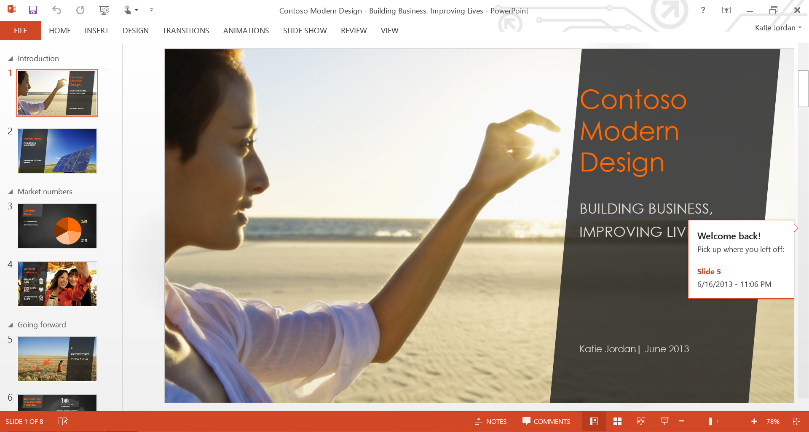 Contoso Modern Design - Building Business, Improving Lives - PowerPoint
?
FILE
HOME
INSERT
DESIGN
TRANSITIONS
ANIMATIONS
SLIDE SHOW
REVIEW
VIEW
Katie Jordan
Introduction
1
2
Market numbers
3
4
Going forward
5
6
Contoso
Modern
Design
BUILDING BUSINESS,
IMPROVING LIV
Katie Jordan| June 2013
Welcome back!
Pick up where you left off:
Slide 5
6/16/2013 - 11:06 PM
SLIDE 1 OF 8
NOTES
COMMENTS
78%